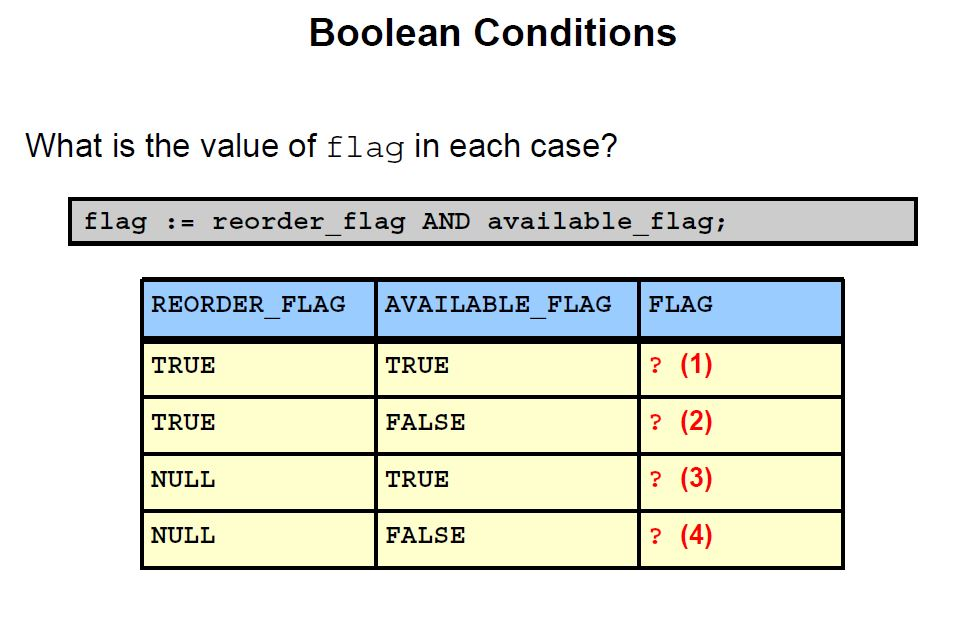 Boolean Conditions
What is the value of flag in each case?
flag := reorder_flag AND available_flag;
REORDER_FLAG AVAILABLE_FLAG FLAG
TRUE TRUE ? (1)
TRUE FALSE ? (2)
NULL TRUE ? (3)
NULL FALSE ? (4)